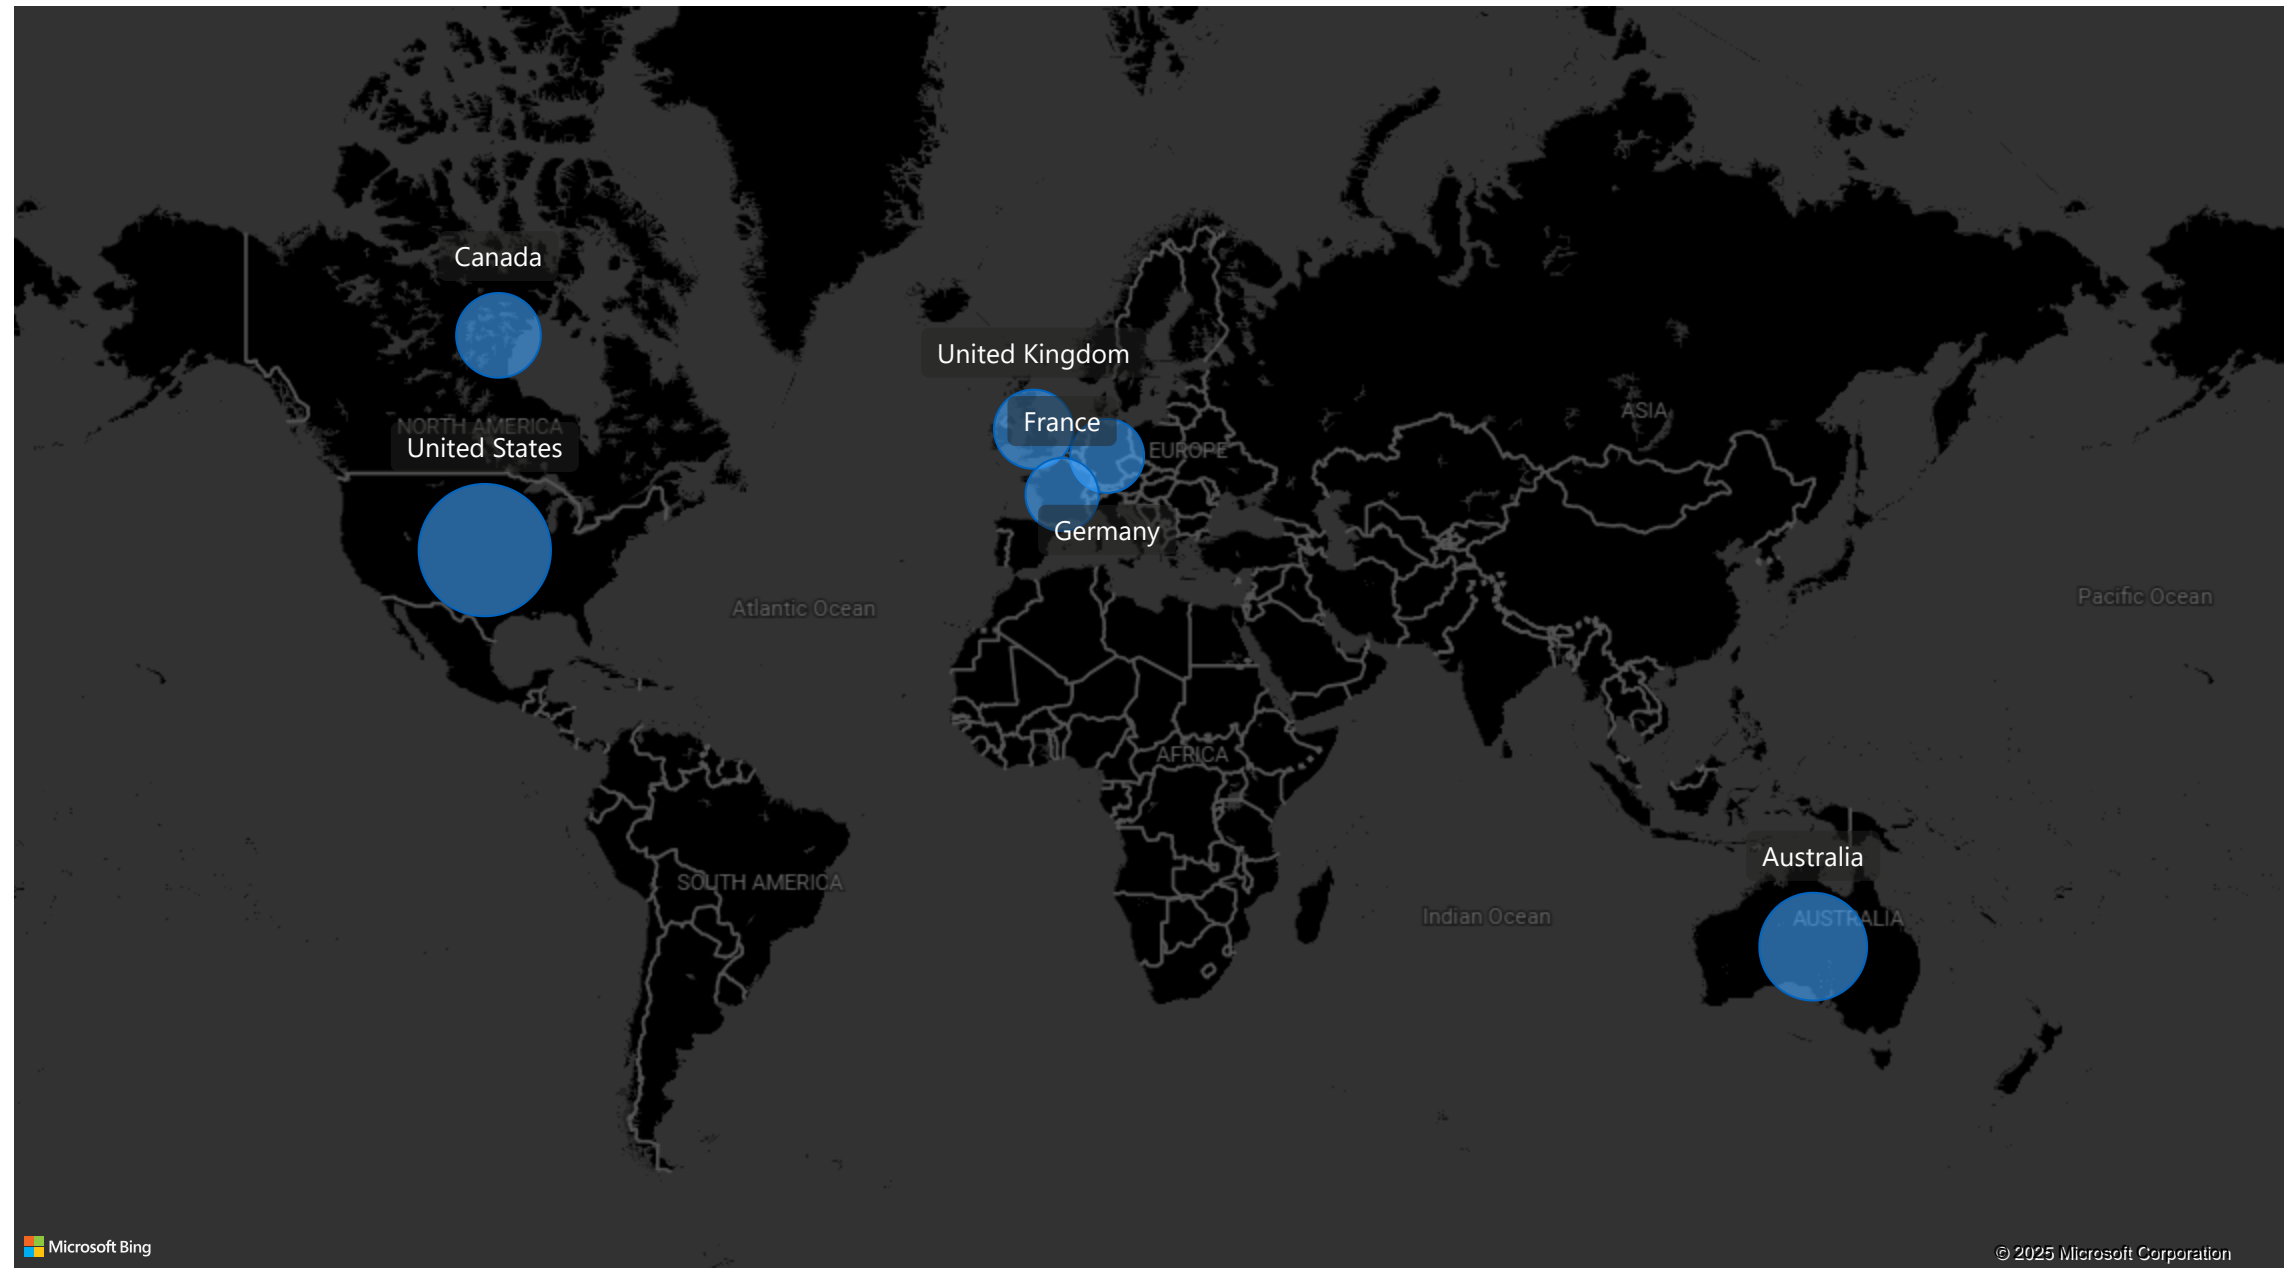 Canada
NORTH AMERICA
United States
United Kingdom
France
EUROPE
Germany
ASIA
Atlantic Ocean
Pacific Ocean
AFRICA
SOUTH AMERICA
Indian Ocean
Australia
AUSTRALIA
Microsoft Bing
© 2025 Microsoft Corporation